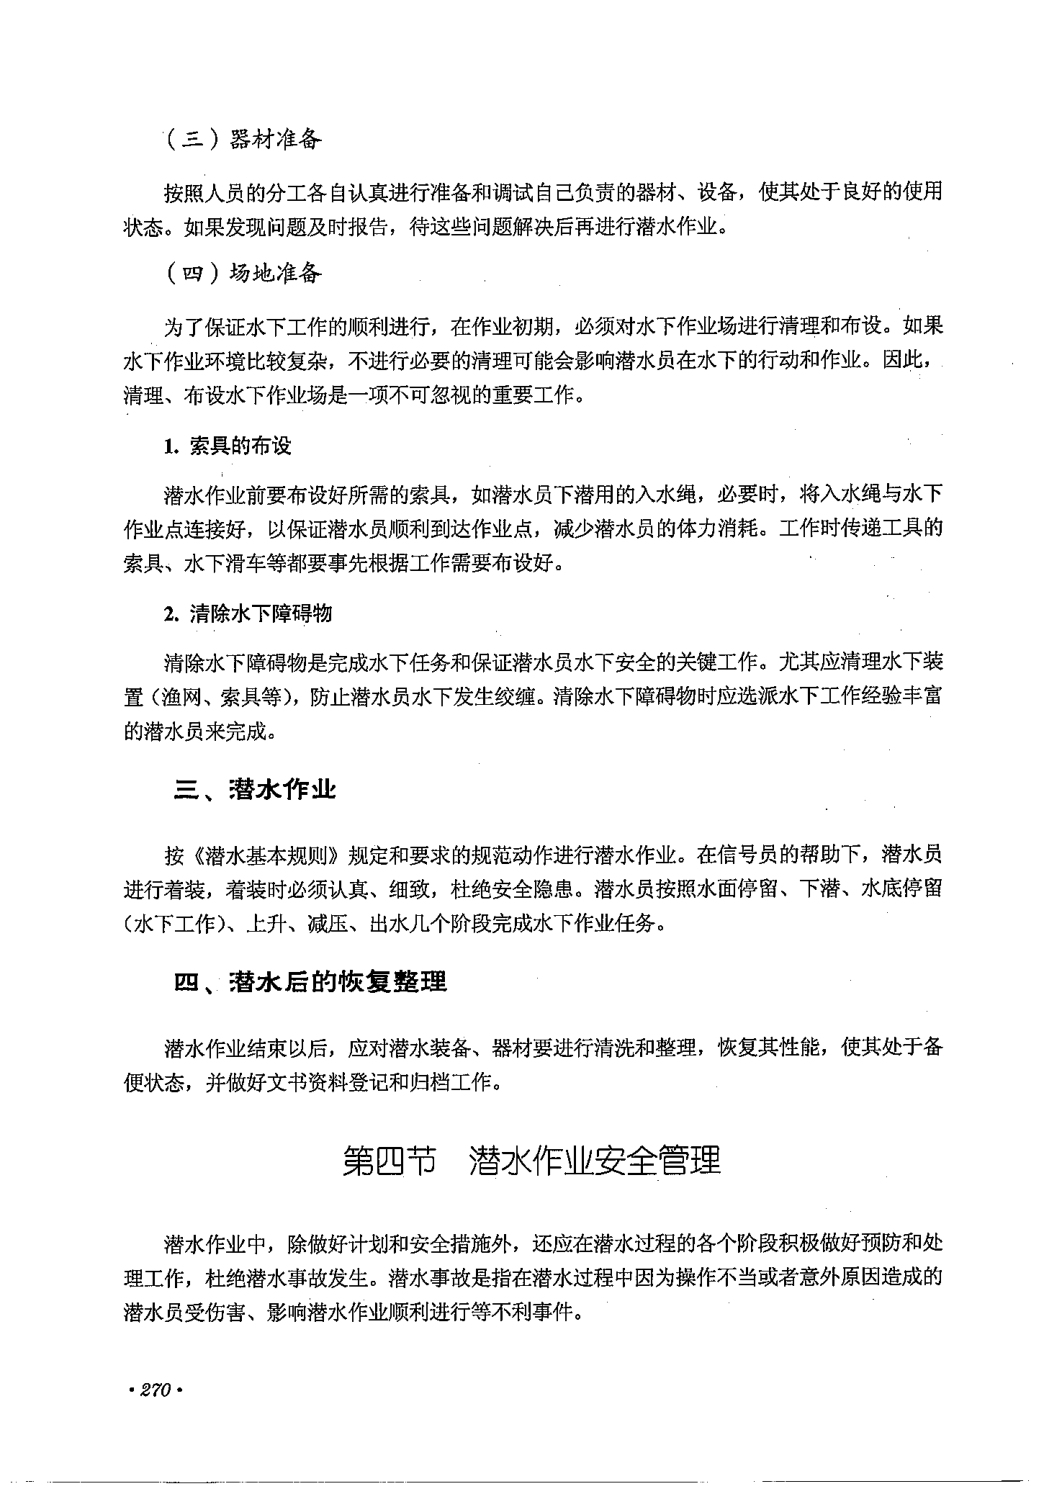 （三）器材准备
按照人员的分工各自认真进行准备和调试自己负责的器材、设备，使其处于良好的使用
状态。如果发现问题及时报告，待这些问题解决后再进行潜水作业。
（四）场地准备
为了保证水下工作的顺利进行，在作业初期，必须对水下作业场进行清理和布设。如果
水下作业环境比较复杂，不进行必要的清理可能会影响潜水员在水下的行动和作业。因此，
清理、布设水下作业场是一项不可忽视的重要工作。
1. 索具的布设
潜水作业前要布设好所需的索具，如潜水员下潜用的入水绳，必要时，将入水绳与水下
作业点连接好，以保证潜水员顺利到达作业点，减少潜水员的体力消耗。工作时传递工具的
索具、水下滑车等都要事先根据工作需要布设好。
2. 清除水下障碍物
清除水下障碍物是完成水下任务和保证潜水员水下安全的关键工作。尤其应清理水下装
置（渔网、索具等），防止潜水员水下发生绞缠。清除水下障碍物时应选派水下工作经验丰富
的潜水员来完成。
三、潜水作业
按《潜水基本规则》规定和要求的规范动作进行潜水作业。在信号员的帮助下，潜水员
进行着装，着装时必须认真、细致，杜绝安全隐患。潜水员按照水面停留、下潜、水底停留
（水下工作）、上升、减压、出水几个阶段完成水下作业任务。
四、潜水后的恢复整理
潜水作业结束以后，应对潜水装备、器材要进行清洗和整理，恢复其性能，使其处于备
便状态，并做好文书资料登记和归档工作。
第四节　潜水作业安全管理
潜水作业中，除做好计划和安全措施外，还应在潜水过程的各个阶段积极做好预防和处
理工作，杜绝潜水事故发生。潜水事故是指在潜水过程中因为操作不当或者意外原因造成的
潜水员受伤害、影响潜水作业顺利进行等不利事件。
·270·